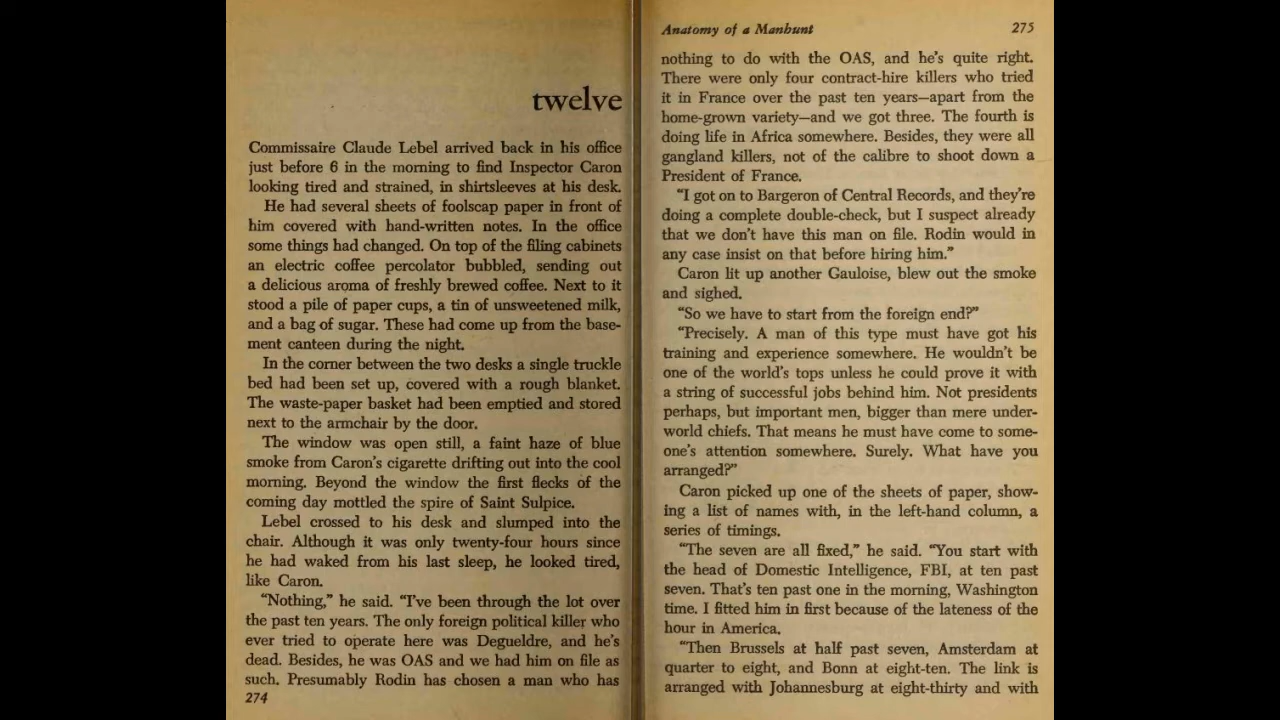 twelve
Commissaire Claude Lebel arrived back in his office
just before 6 in the morning to find Inspector Caron
looking tired and strained, in shirtsleeves at his desk.
He had several sheets of foolscap paper in front of
him covered with hand-written notes. In the office
some things had changed. On top of the filing cabinets
an electric coffee percolator bubbled, sending out
a delicious aroma of freshly brewed coffee. Next to it
stood a pile of paper cups, a tin of unsweetened milk,
and a bag of sugar. These had come up from the base-
ment canteen during the night.
In the corner between the two desks a single truckle
bed had been set up, covered with a rough blanket.
The waste-paper basket had been emptied and stored
next to the armchair by the door.
The window was open still, a faint haze of blue
smoke from Caron's cigarette drifting out into the cool
morning. Beyond the window the first flecks of the
coming day mottled the spire of Saint Sulpice.
Lebel crossed to his desk and slumped into the
chair. Although it was only twenty-four hours since
he had waked from his last sleep, he looked tired,
like Caron.
"Nothing," he said. "I've been through the lot over
the past ten years. The only foreign political killer who
ever tried to operate here was Degueldre, and he's
dead. Besides, he was OAS and we had him on file as
such. Presumably Rodin has chosen a man who has
274
Anatomy of a Manhunt 275
nothing to do with the OAS, and he's quite right.
There were only four contract-hire killers who tried
it in France over the past ten years—apart from the
home-grown variety—and we got three. The fourth is
doing life in Africa somewhere. Besides, they were all
gangland killers, not of the calibre to shoot down a
President of France.
"I got on to Bargeron of Central Records, and they're
doing a complete double-check, but I suspect already
that we don't have this man on file. Rodin would in
any case insist on that before hiring him."
Caron lit up another Gauloise, blew out the smoke
and sighed.
"So we have to start from the foreign end?"
"Precisely. A man of this type must have got his
training and experience somewhere. He wouldn't be
one of the world's tops unless he could prove it with
a string of successful jobs behind him. Not presidents
perhaps, but important men, bigger than mere under-
world chiefs. That means he must have come to some-
one's attention somewhere. Surely. What have you
arranged?"
Caron picked up one of the sheets of paper, show-
ing a list of names with, in the left-hand column, a
series of timings.
"The seven are all fixed," he said. "You start with
the head of Domestic Intelligence, FBI, at ten past
seven. That's ten past one in the morning, Washington
time. I fitted him in first because of the lateness of the
hour in America.
"Then Brussels at half past seven, Amsterdam at
quarter to eight, and Bonn at eight-ten. The link is
arranged with Johannesburg at eight-thirty and with